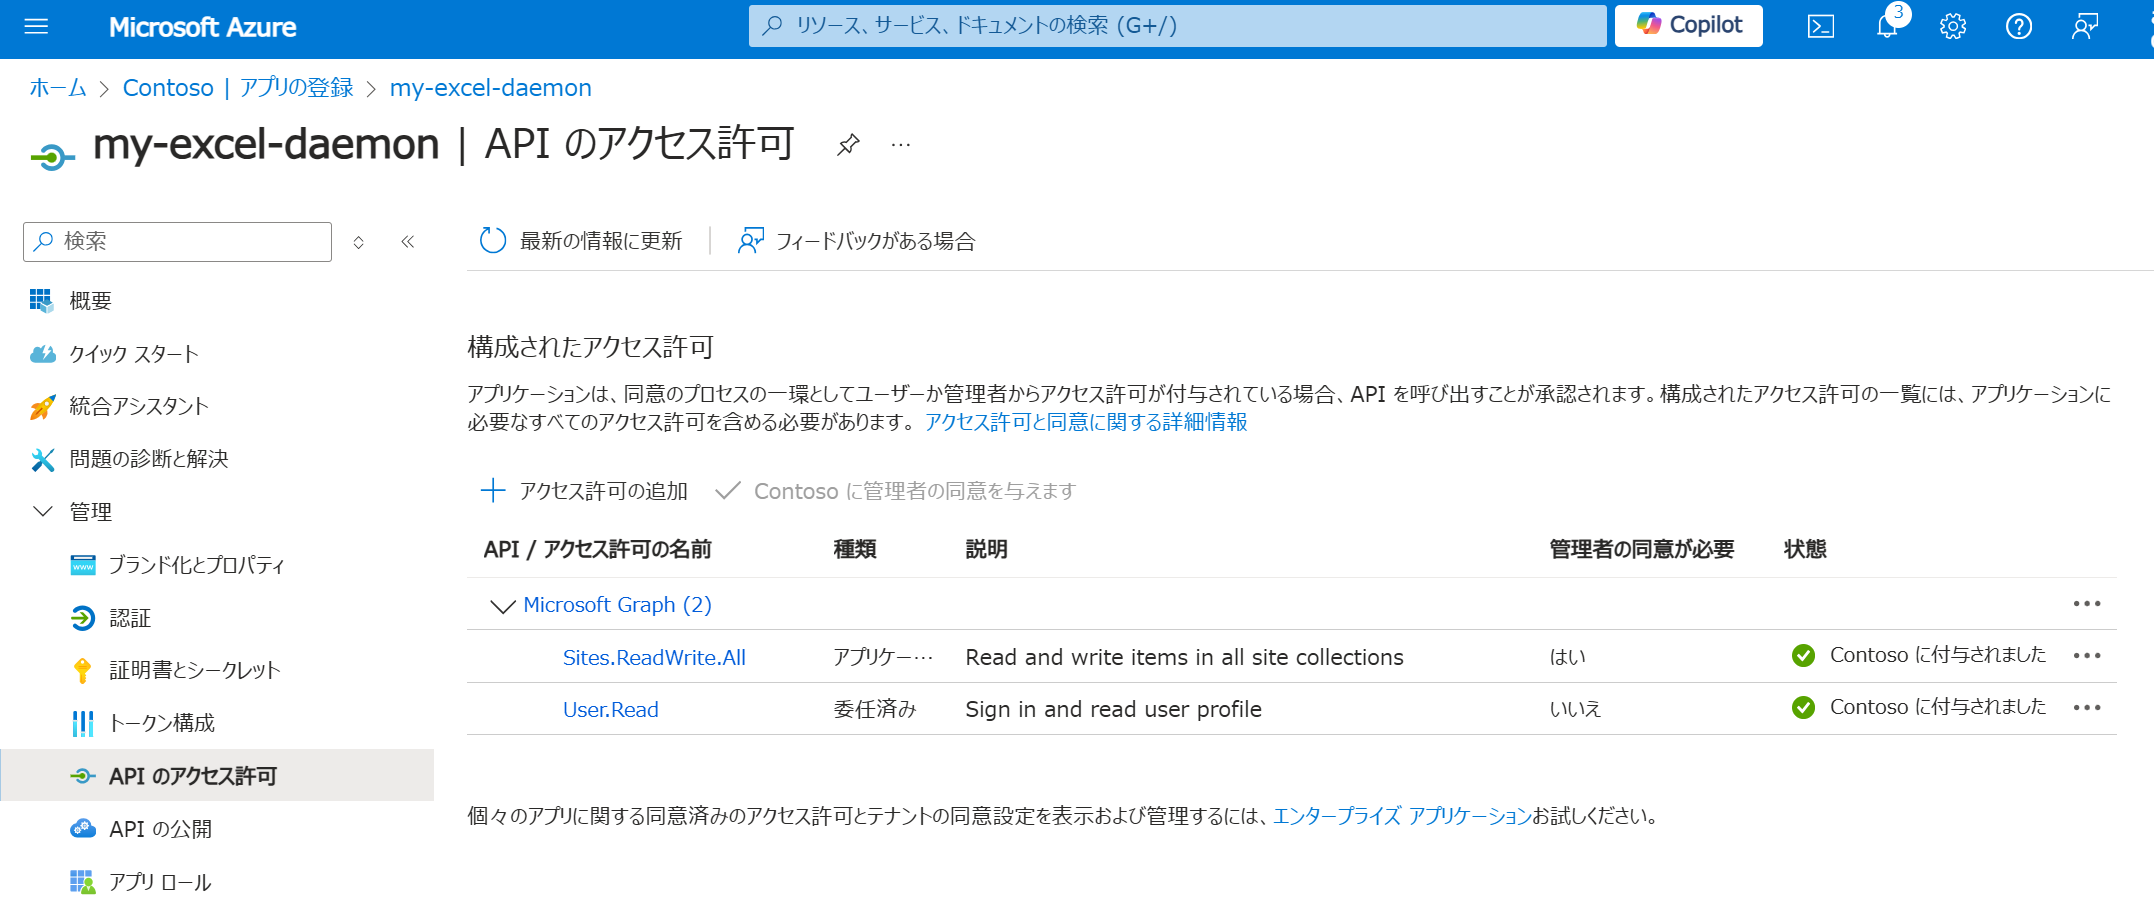 Microsoft Azure
リソース、サービス、ドキュメントの検索 (G+/)
Copilot
3
ホーム > Contoso | アプリの登録 > my-excel-daemon
my-excel-daemon | API のアクセス許可
検索
最新の情報に更新
フィードバックがある場合
概要
クイック スタート
統合アシスタント
問題の診断と解決
管理
ブランド化とプロパティ
認証
証明書とシークレット
トークン構成
API のアクセス許可
API の公開
アプリ ロール
構成されたアクセス許可
アプリケーションは、同意のプロセスの一環としてユーザーか管理者からアクセス許可が付与されている場合、API を呼び出すことが承認されます。構成されたアクセス許可の一覧には、アプリケーションに
必要なすべてのアクセス許可を含める必要があります。 アクセス許可と同意に関する詳細情報
アクセス許可の追加
Contoso に管理者の同意を与えます
API / アクセス許可の名前 種類 説明 管理者の同意が必要 状態
Microsoft Graph (2)
Sites.ReadWrite.All アプリケー… Read and write items in all site collections はい Contoso に付与されました
User.Read 委任済み Sign in and read user profile いいえ Contoso に付与されました
個々のアプリに関する同意済みのアクセス許可とテナントの同意設定を表示および管理するには、エンタープライズ アプリケーションお試しください。